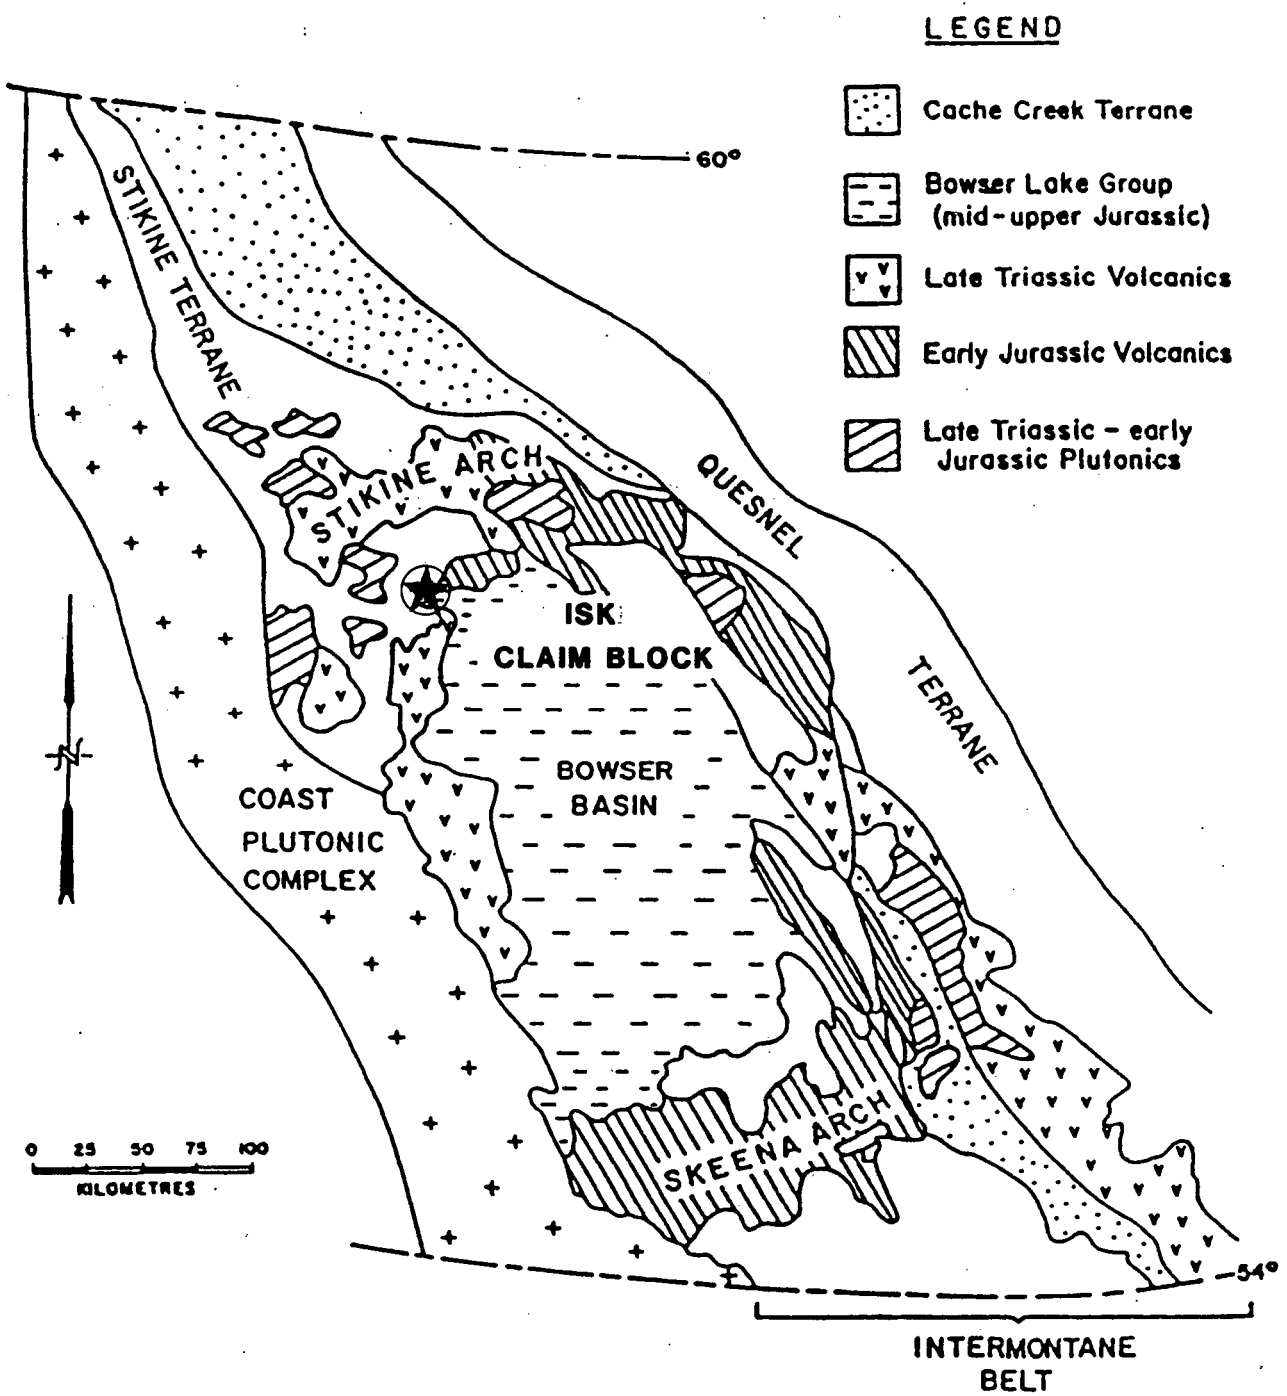 LEGEND
Cache Creek Terrane
Bowser Lake Group
(mid-upper Jurassic)
Late Triassic Volcanics
Early Jurassic Volcanics
Late Triassic - early
Jurassic Plutonics
60°
STIKINE TERRANE
STIKINE ARCH
QUESNEL
TERRANE
ISK
CLAIM BLOCK
BOWSER
BASIN
COAST
PLUTONIC
COMPLEX
N
SKEENA ARCH
0 25 50 75 100
KILOMETRES
54°
INTERMONTANE
BELT